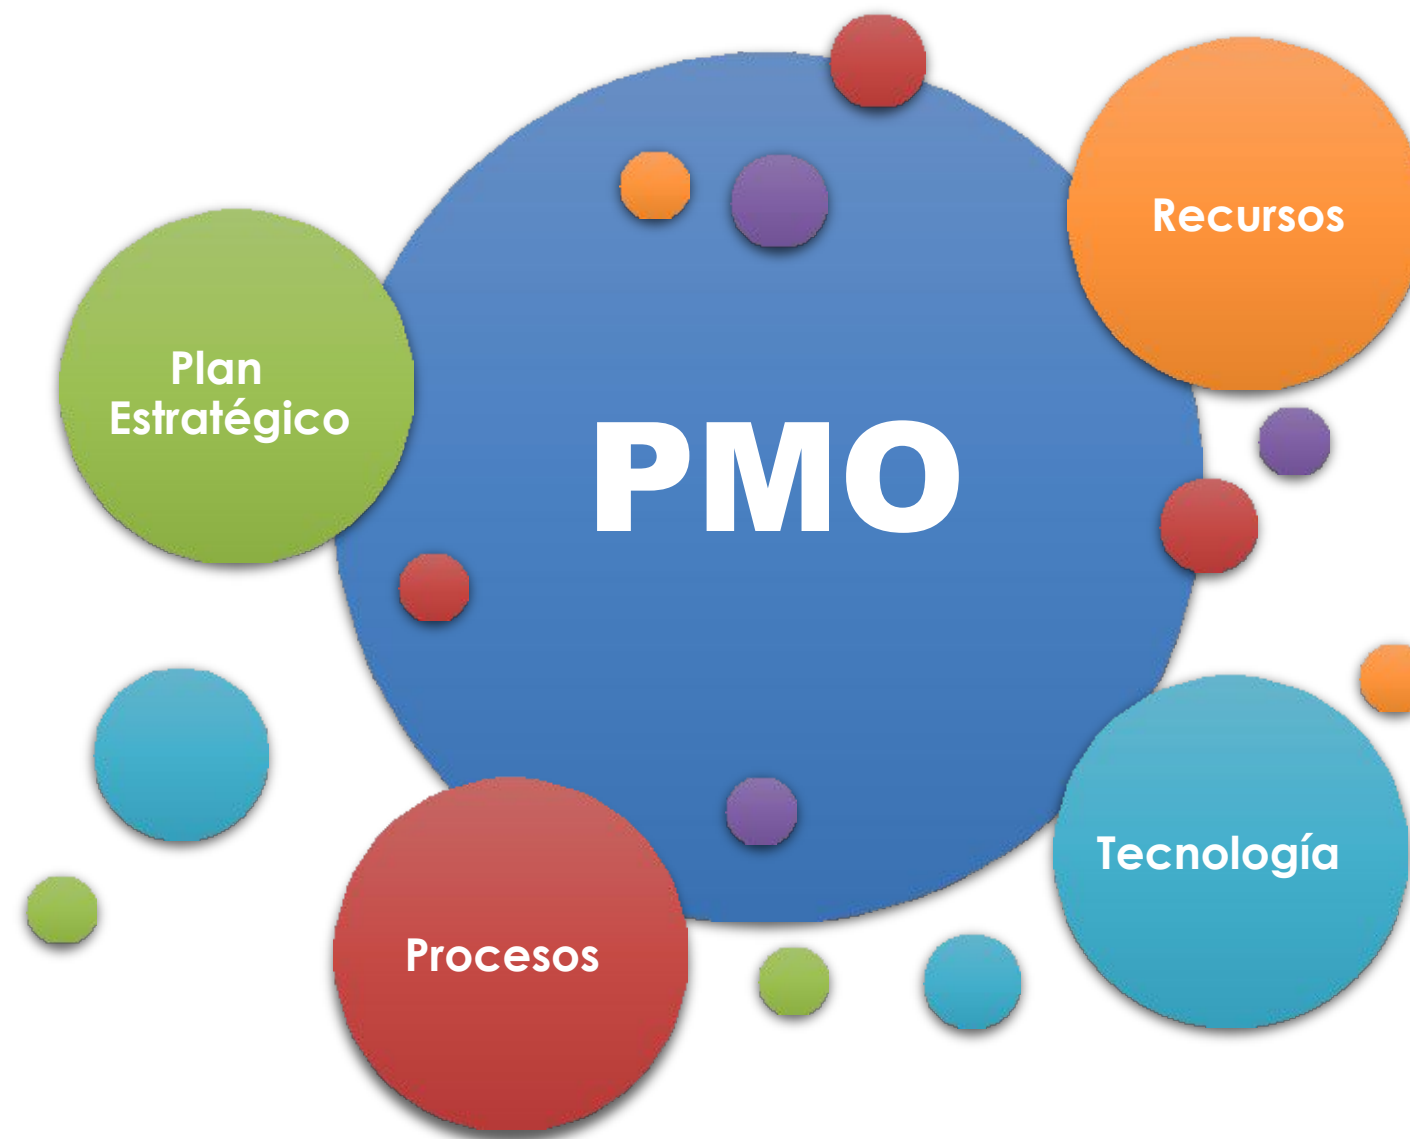 Recursos
Plan
Estratégico
PMO
Tecnología
Procesos